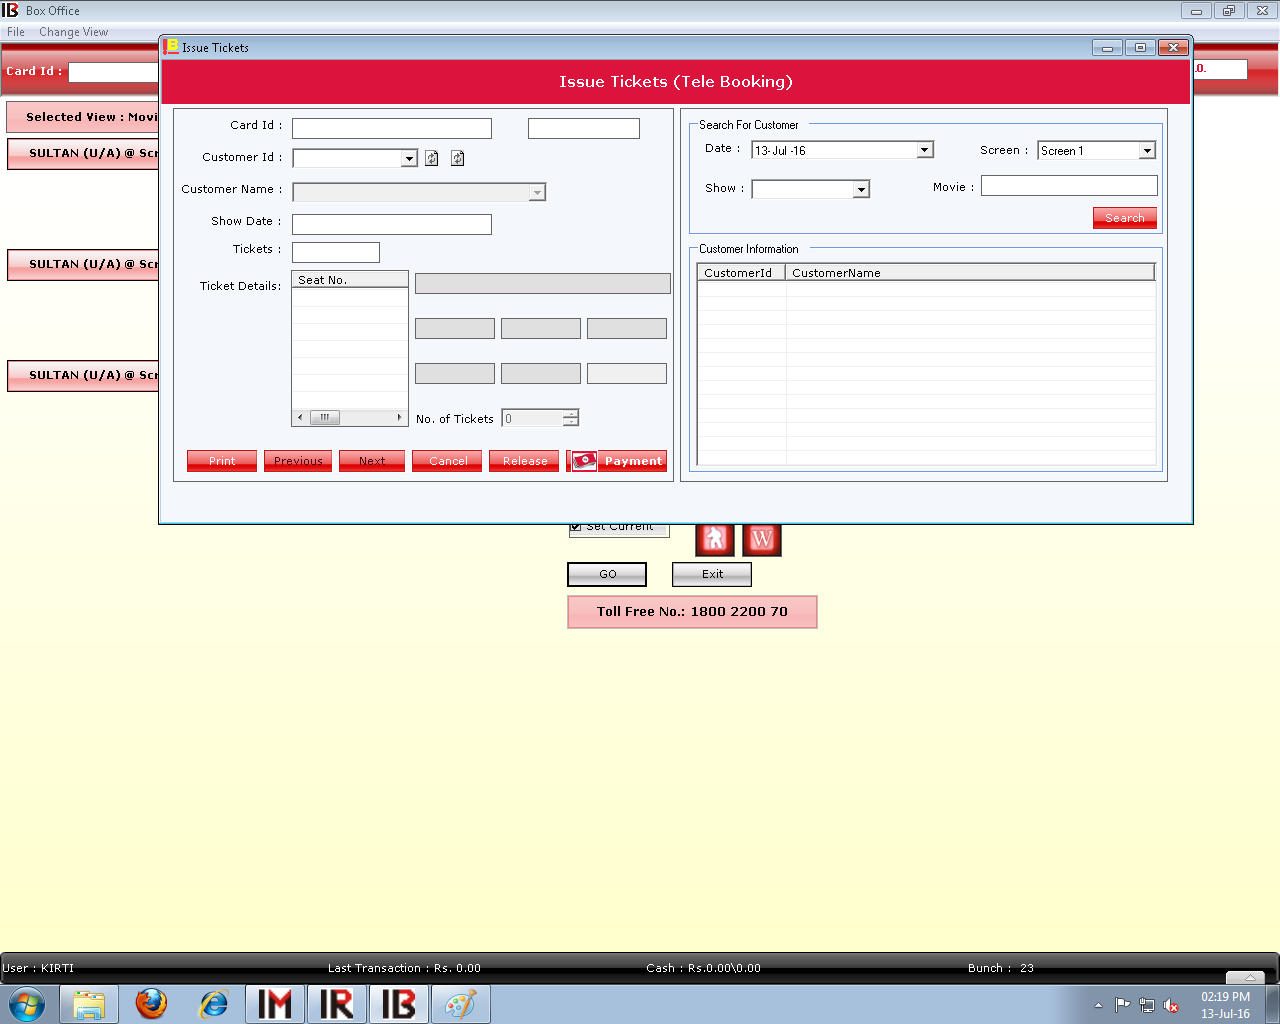 Box Office
File Change View
Issue Tickets
Card Id :
.0.
Issue Tickets (Tele Booking)
Selected View : Movi
SULTAN (U/A) @ Scr
SULTAN (U/A) @ Scr
SULTAN (U/A) @ Scr
Card Id :
Customer Id :
Customer Name :
Show Date :
Tickets :
Ticket Details:
Seat No.
No. of Tickets 0
Print Previous Next Cancel Release Payment
Search For Customer
Date : 13-Jul -16
Screen : Screen 1
Show :
Movie :
Search
Customer Information
CustomerId CustomerName
Set Current
W
GO Exit
Toll Free No.: 1800 2200 70
User : KIRTI
Last Transaction : Rs. 0.00
Cash : Rs.0.00\0.00
Bunch : 23
IM IR IB
02:19 PM
13-Jul-16